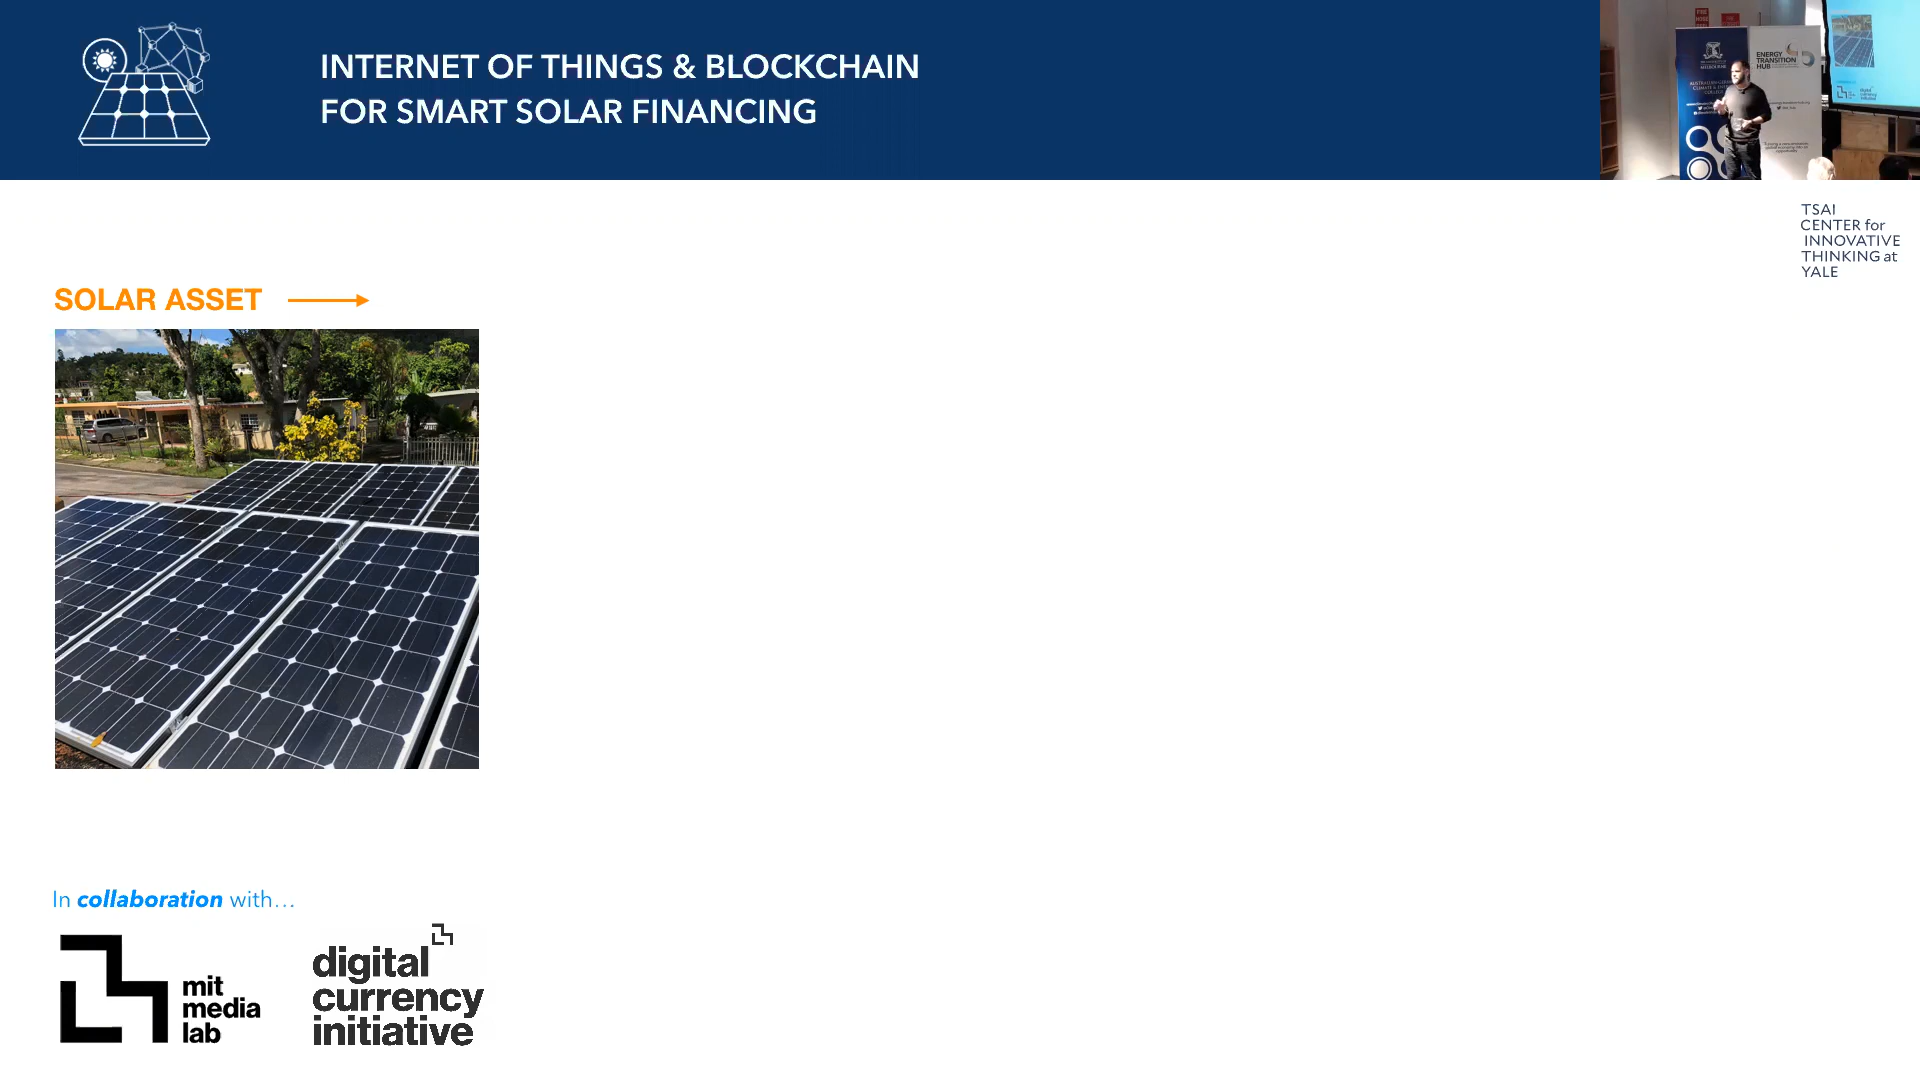 INTERNET OF THINGS & BLOCKCHAIN
FOR SMART SOLAR FINANCING
ENERGY
TRANSITION
HUB
TSAI
CENTER for
INNOVATIVE
THINKING at
YALE
SOLAR ASSET
In collaboration with...
mit
media
lab
digital
currency
initiative